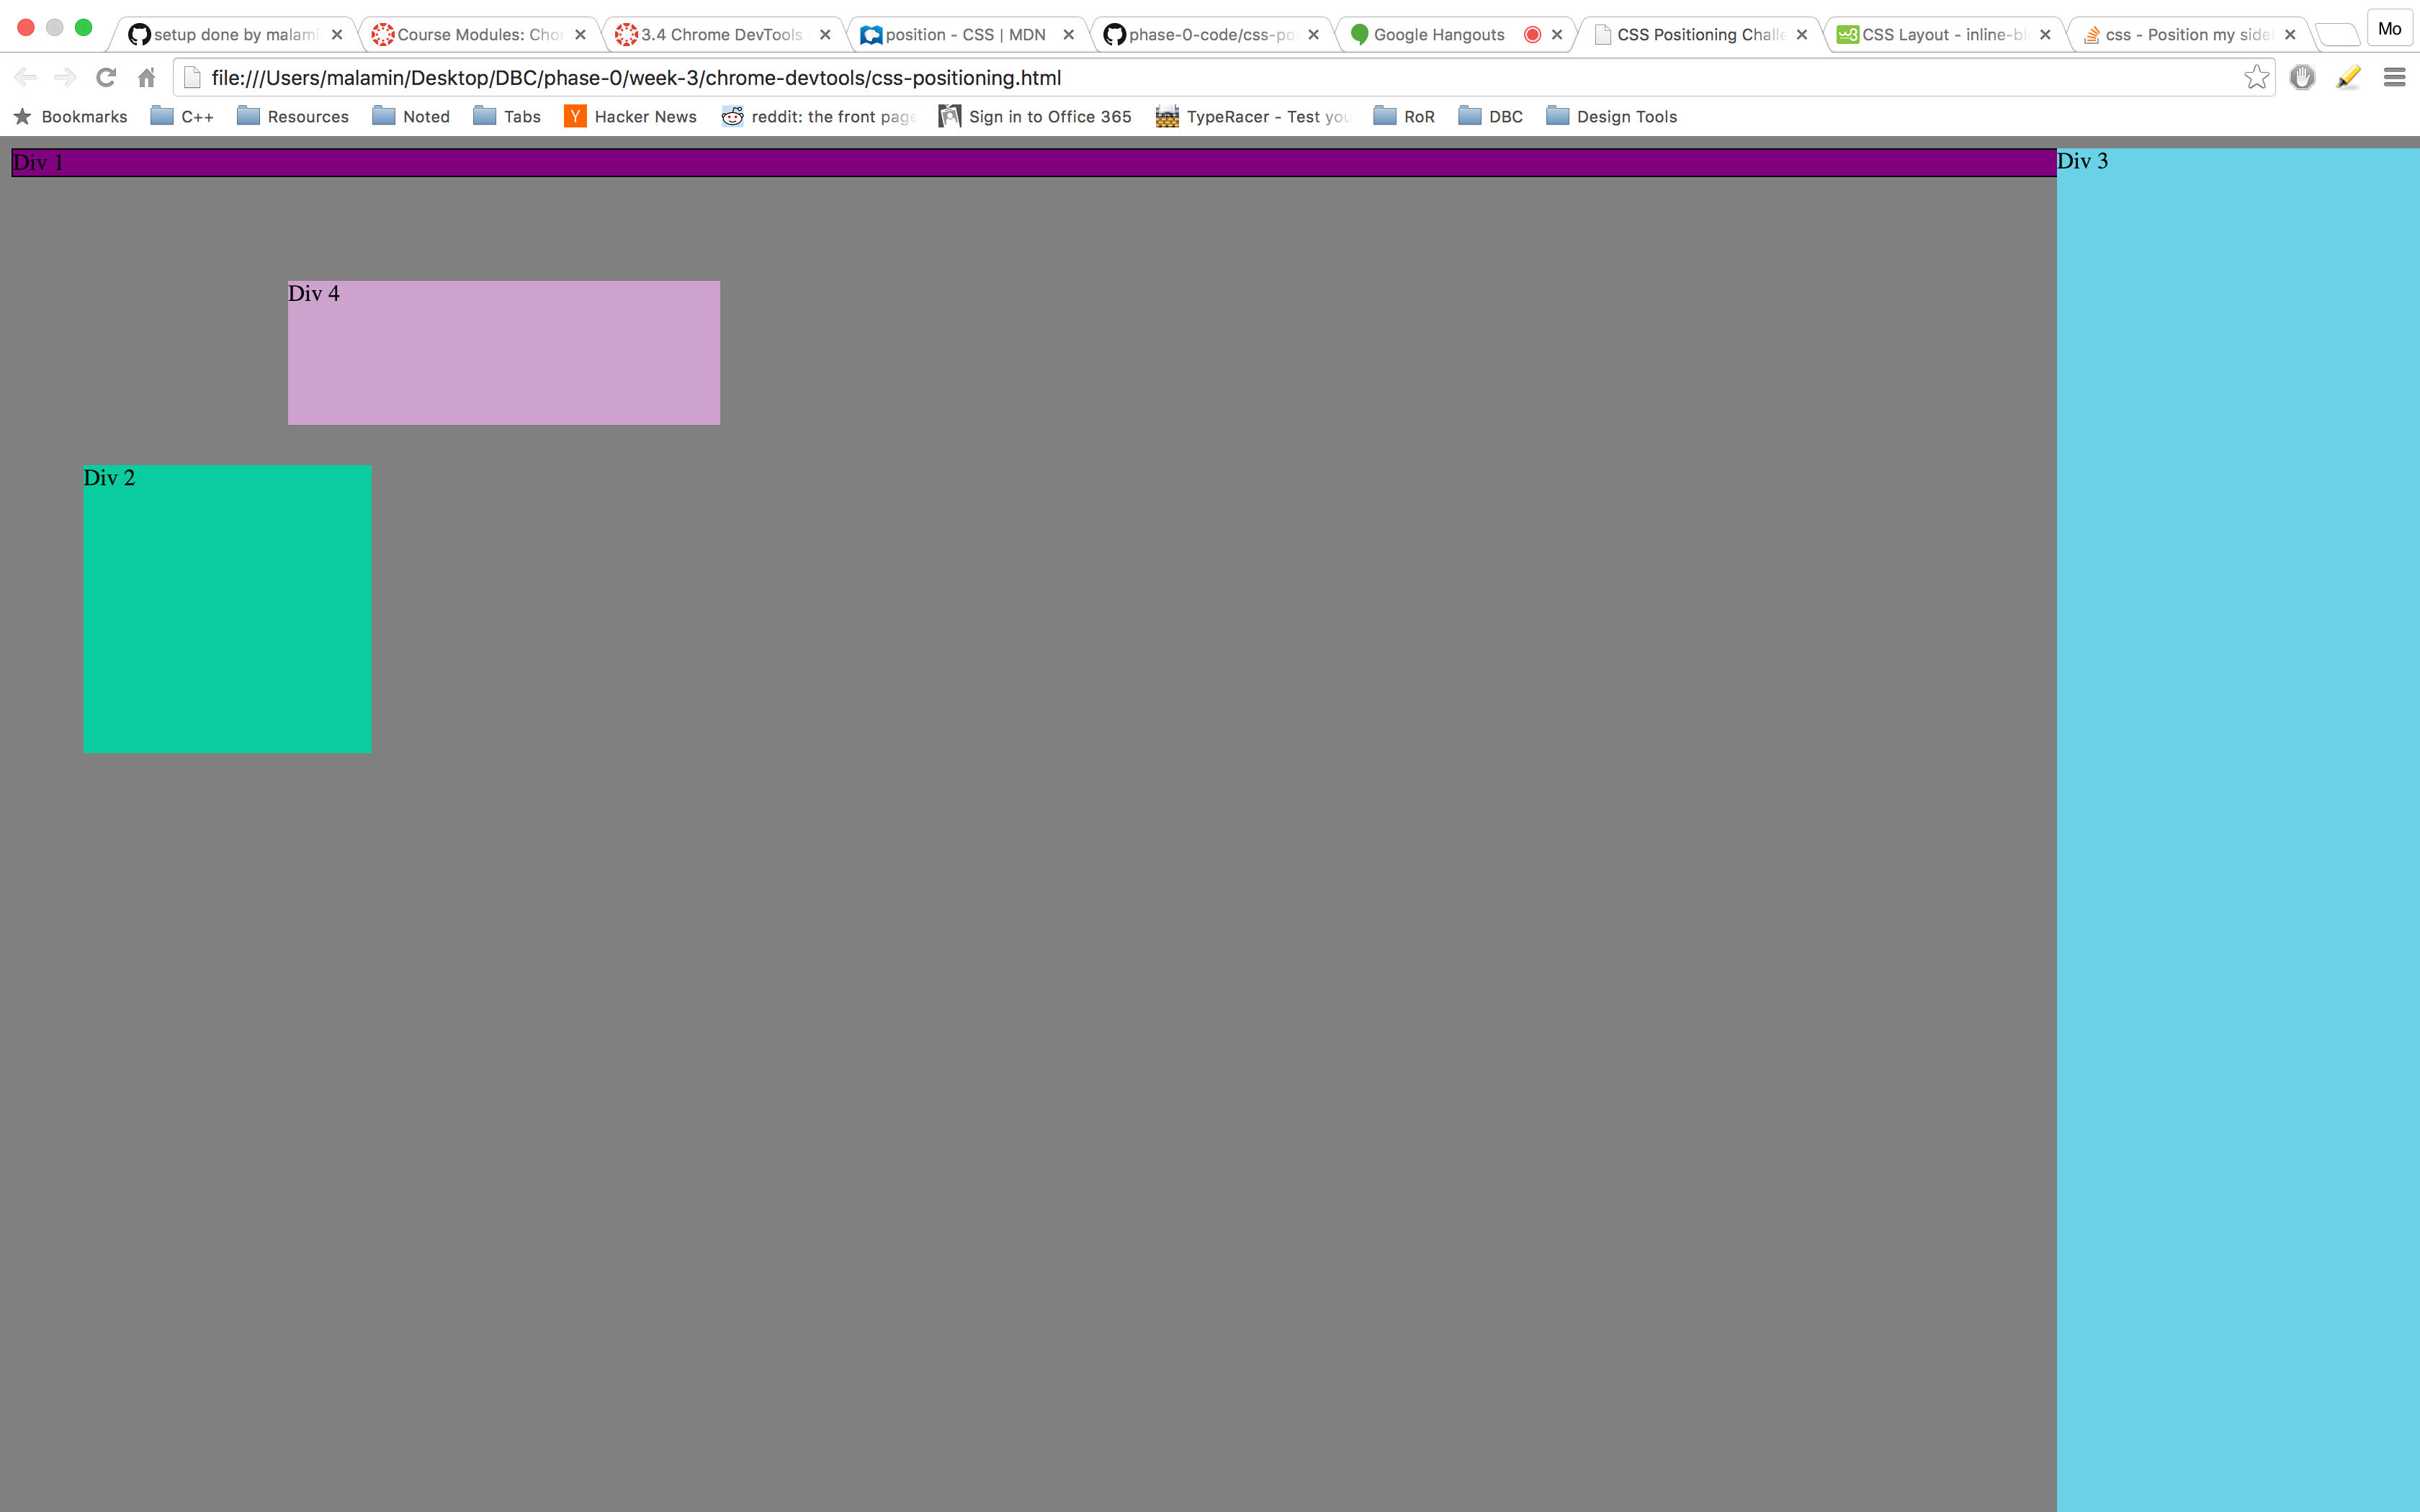 setup done by malami
Course Modules: Chor
3.4 Chrome DevTools
position - CSS | MDN
phase-0-code/css-po
Google Hangouts
CSS Positioning Challe
CSS Layout - inline-bl
css - Position my sideb
Mo
file:///Users/malamin/Desktop/DBC/phase-0/week-3/chrome-devtools/css-positioning.html
Bookmarks
C++
Resources
Noted
Tabs
Y
Hacker News
reddit: the front page
Sign in to Office 365
TypeRacer - Test you
RoR
DBC
Design Tools
Div 1
Div 3
Div 4
Div 2